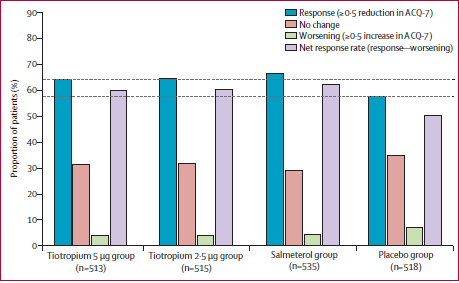 Response (≥0·5 reduction in ACQ-7)
No change
Worsening (≥0·5 increase in ACQ-7)
Net response rate (response—worsening)
Proportion of patients (%)
90
80
70
60
50
40
30
20
10
0
Tiotropium 5 µg group
(n=513)
Tiotropium 2·5 µg group
(n=515)
Salmeterol group
(n=535)
Placebo group
(n=518)